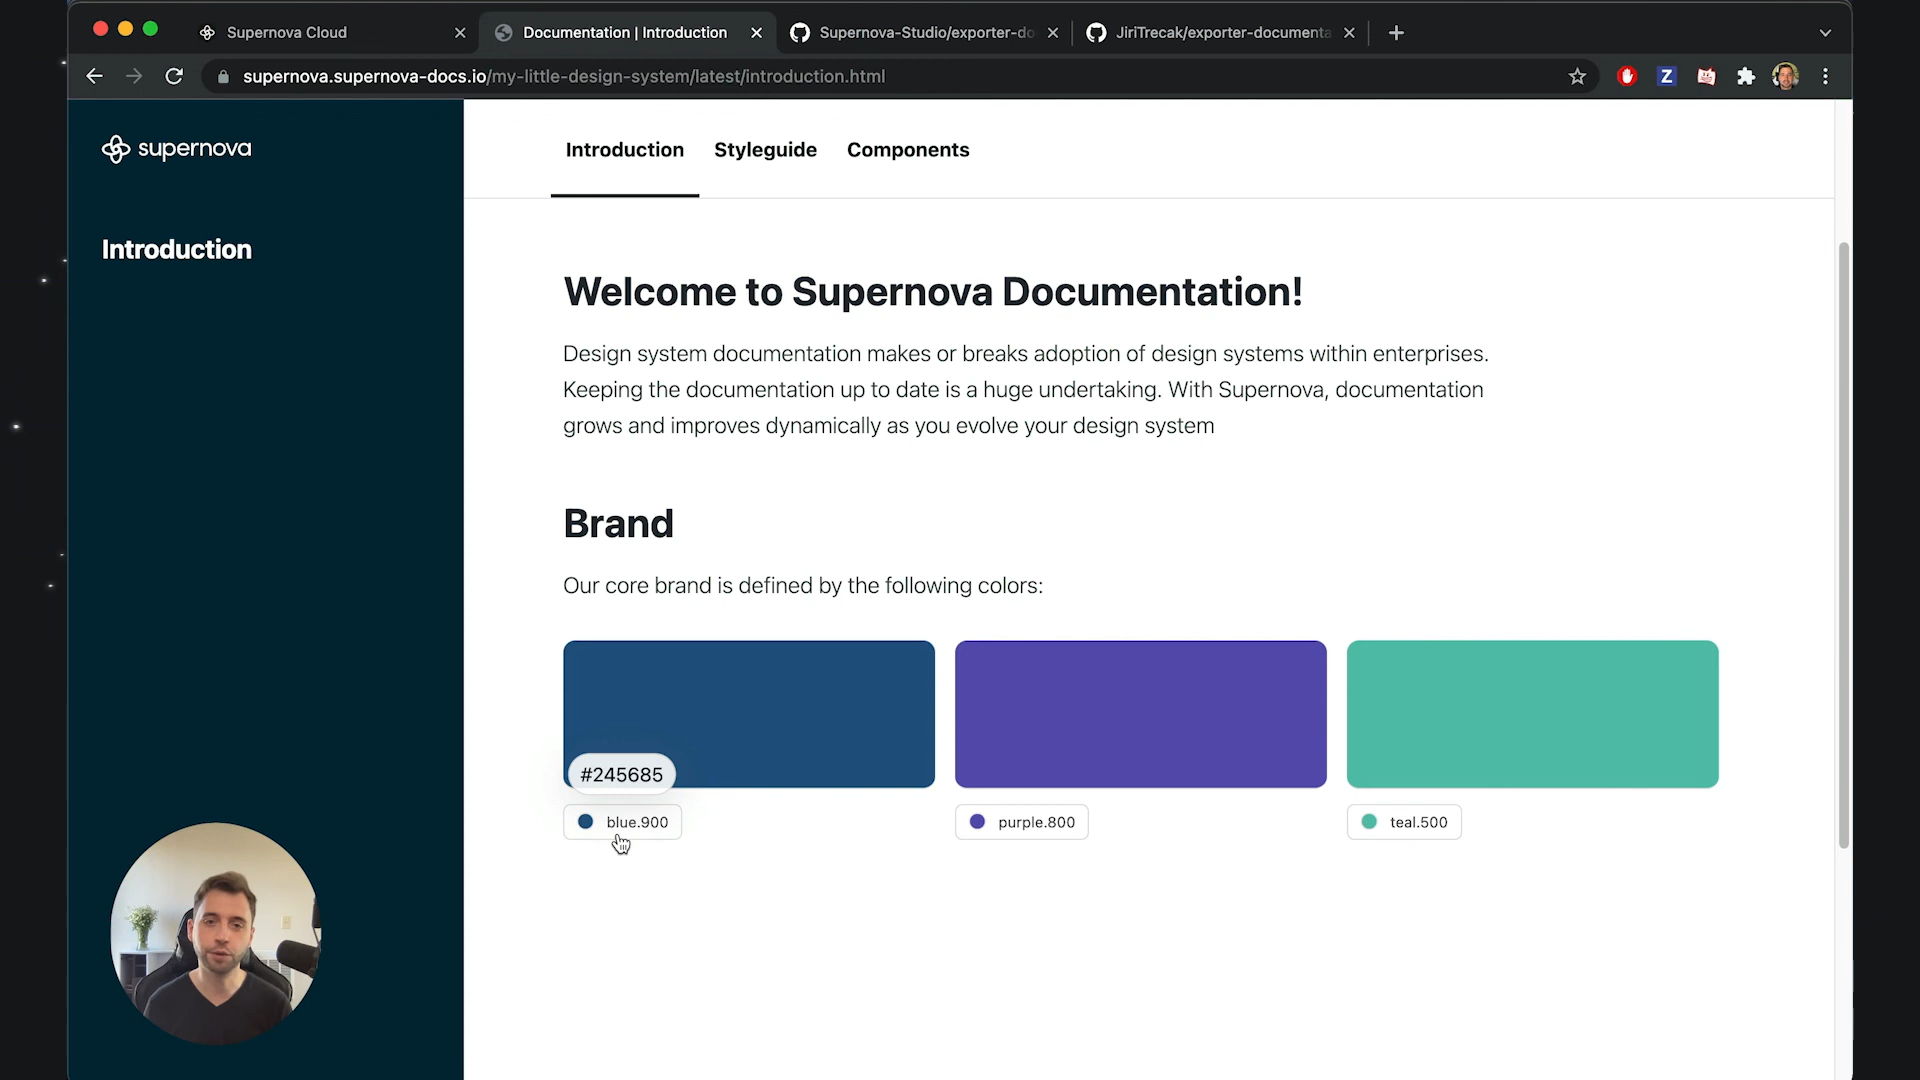 Supernova Cloud
Documentation | Introduction
Supernova-Studio/exporter-do
JiriTrecak/exporter-documenta
supernova.supernova-docs.io/my-little-design-system/latest/introduction.html
Z
supernova
Introduction
Styleguide
Components
Introduction
Welcome to Supernova Documentation!
Design system documentation makes or breaks adoption of design systems within enterprises.
Keeping the documentation up to date is a huge undertaking. With Supernova, documentation
grows and improves dynamically as you evolve your design system
Brand
Our core brand is defined by the following colors:
#245685
blue.900
purple.800
teal.500